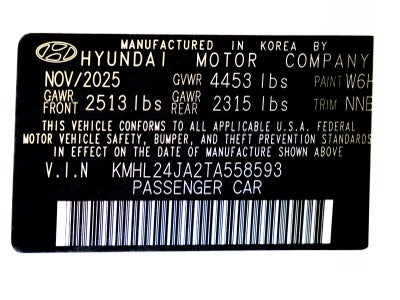 MANUFACTURED IN KOREA BY
HYUNDAI MOTOR COMPANY
NOV/2025 GVWR 4453 lbs PAINT W6H
GAWR FRONT 2513 lbs GAWR REAR 2315 lbs TRIM NNB
THIS VEHICLE CONFORMS TO ALL APPLICABLE U.S.A. FEDERAL
MOTOR VEHICLE SAFETY, BUMPER, AND THEFT PREVENTION STANDARDS
IN EFFECT ON THE DATE OF MANUFACTURE SHOWN ABOVE.
V.I.N KMHL24JA2TA558593
PASSENGER CAR